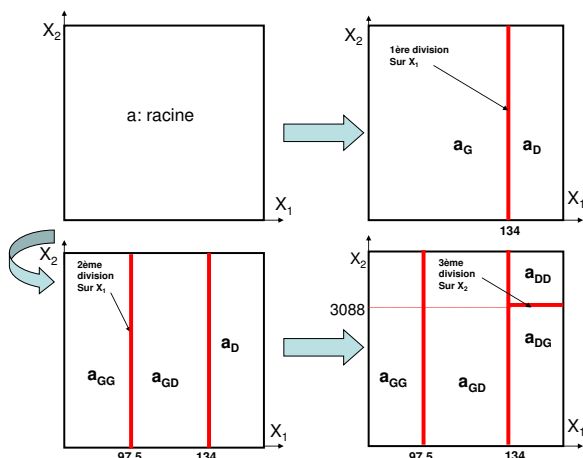 X2
a: racine
X1
X2
1ère division
Sur X1
aG
aD
X1
134
X2
2ème
division
Sur X1
aD
aGG
aGD
X1
97.5
134
X2
3ème
division
Sur X2
aDD
3088
aDG
aGG
aGD
X1
97.5
134